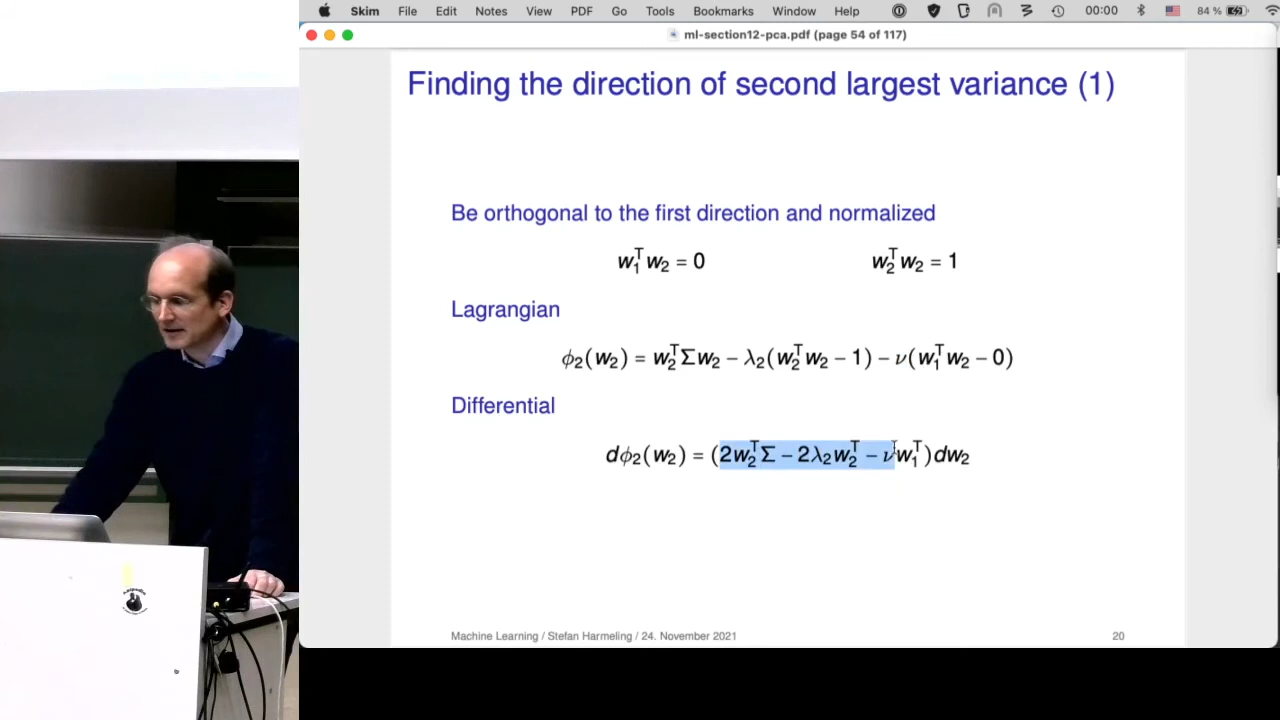 Skim File Edit Notes View PDF Go Tools Bookmarks Window Help 00:00 84 %
ml-section12-pca.pdf (page 54 of 117)
Finding the direction of second largest variance (1)
Be orthogonal to the first direction and normalized
w₁ᵀw₂ = 0 w₂ᵀw₂ = 1
Lagrangian
ϕ₂(w₂) = w₂ᵀΣw₂ − λ₂(w₂ᵀw₂ − 1) − ν(w₁ᵀw₂ − 0)
Differential
dϕ₂(w₂) = (2w₂ᵀΣ − 2λ₂w₂ᵀ − νw₁ᵀ)dw₂
Machine Learning / Stefan Harmeling / 24. November 2021 20